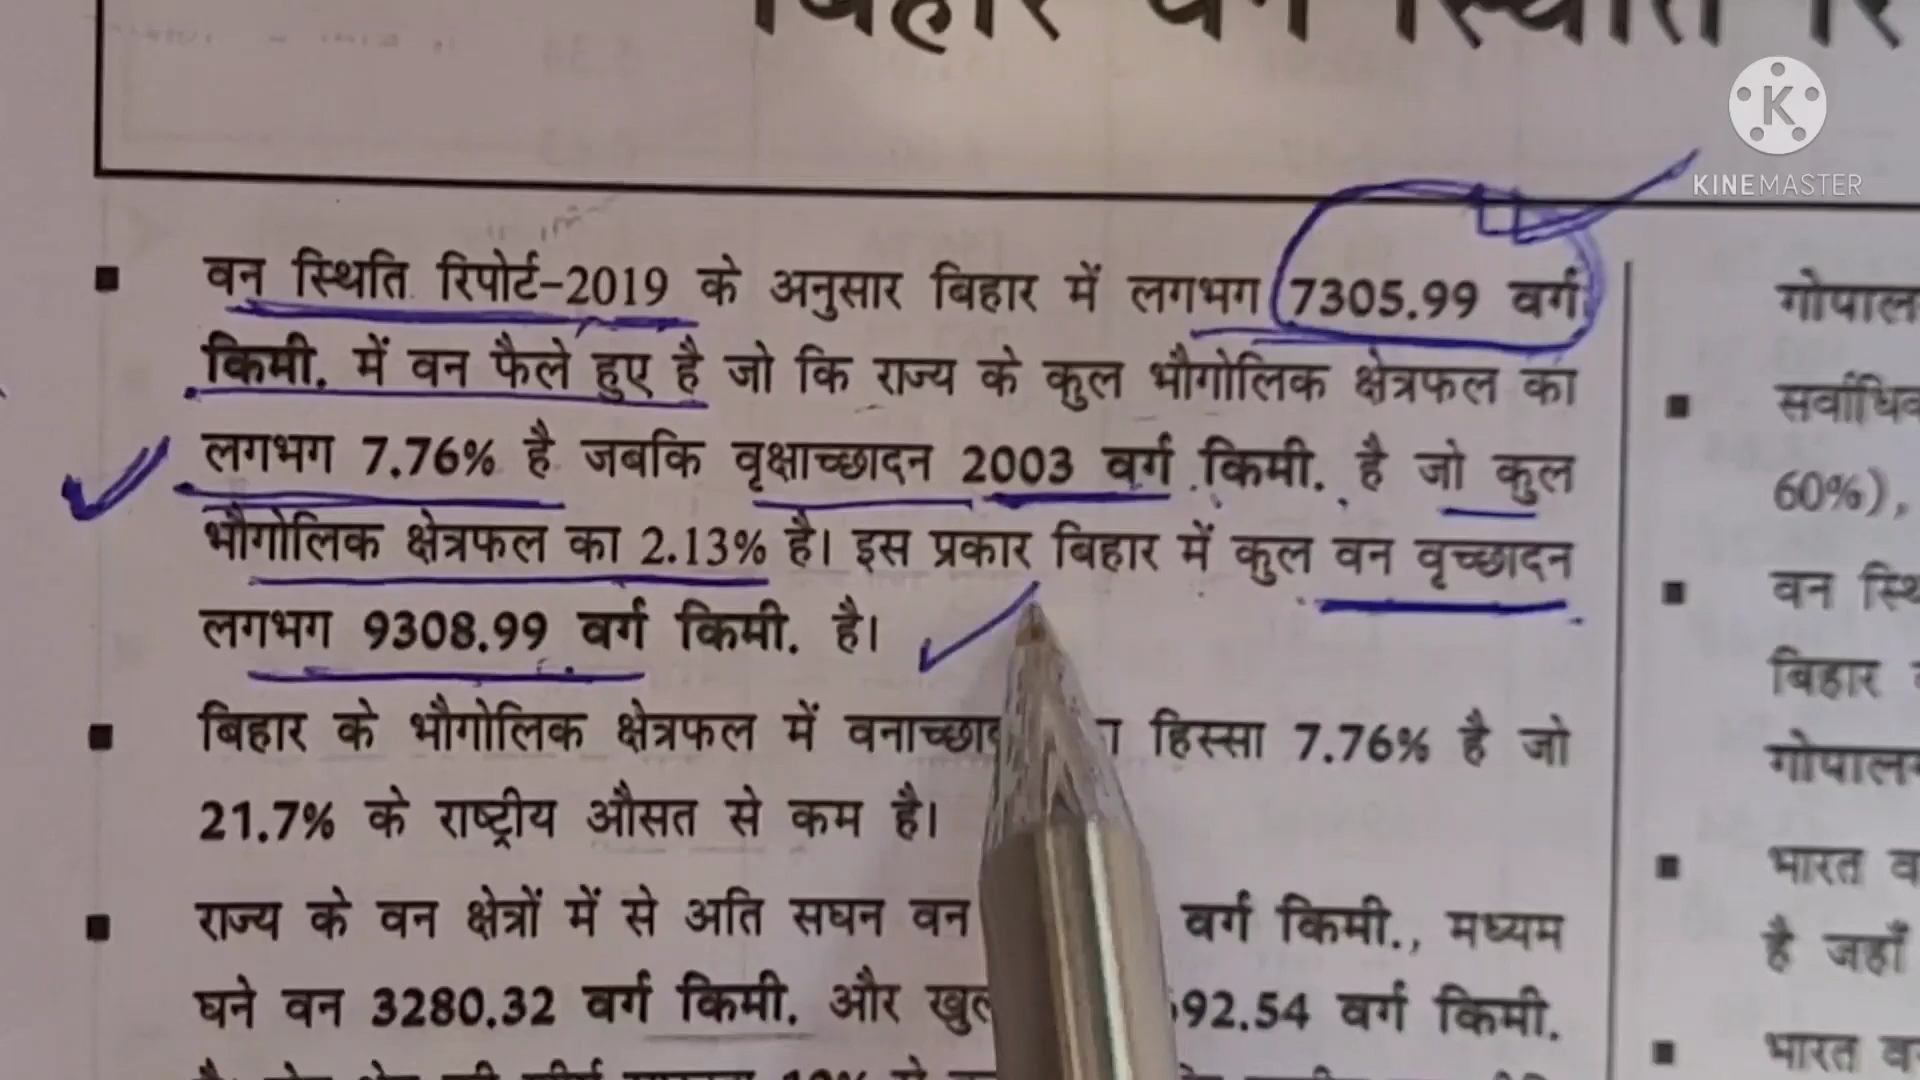 बिहार वन स्थिति रि
KINEMASTER
वन स्थिति रिपोर्ट-2019 के अनुसार बिहार में लगभग 7305.99 वर्ग
किमी. में वन फैले हुए है जो कि राज्य के कुल भौगोलिक क्षेत्रफल का
लगभग 7.76% है जबकि वृक्षाच्छादन 2003 वर्ग किमी. है जो कुल
भौगोलिक क्षेत्रफल का 2.13% है। इस प्रकार बिहार में कुल वन वृच्छादन
लगभग 9308.99 वर्ग किमी. है।
बिहार के भौगोलिक क्षेत्रफल में हिस्सा 7.76% है जो
21.7% के राष्ट्रीय औसत से कम है।
राज्य के वन क्षेत्रों में से अति सघन वन वर्ग किमी., मध्यम
घने वन 3280.32 वर्ग किमी. और 92.54 वर्ग किमी.
गोपाल
60%),
वन
बिहार
भारत
है जहाँ
भारत